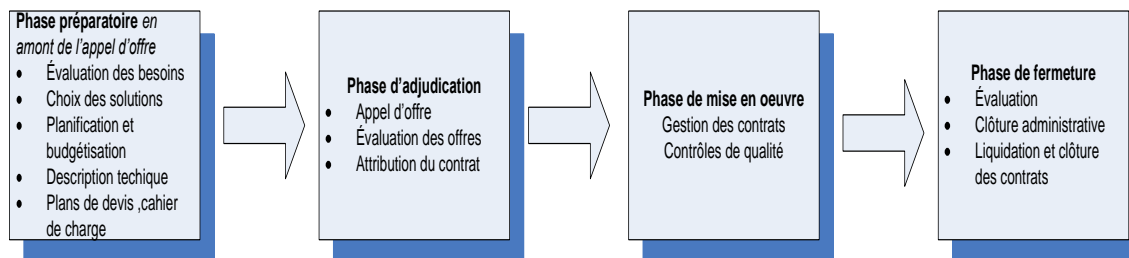 Phase préparatoire en
amont de l'appel d'offre
• Évaluation des besoins
• Choix des solutions
• Planification et
budgétisation
• Description techique
• Plans de devis ,cahier
de charge
Phase d'adjudication
• Appel d'offre
• Évaluation des offres
• Attribution du contrat
Phase de mise en oeuvre
Gestion des contrats
Contrôles de qualité
Phase de fermeture
• Évaluation
• Clôture administrative
• Liquidation et clôture
des contrats